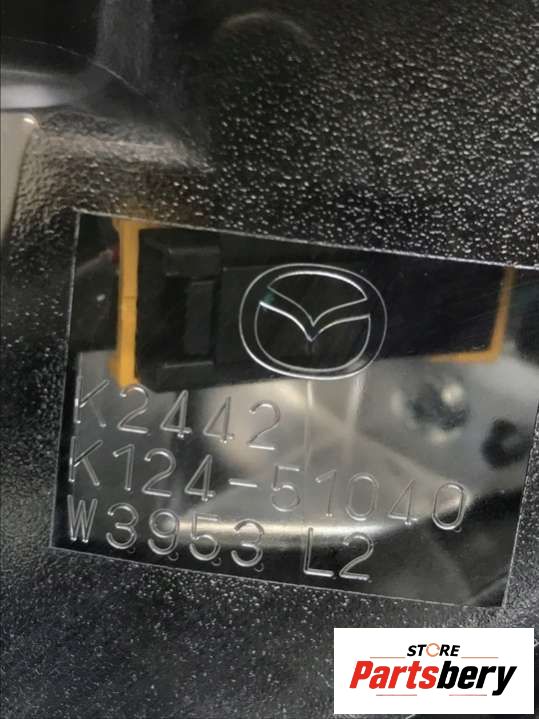 K2442
K124-51040
W3953 L2
STORE
Partsbery